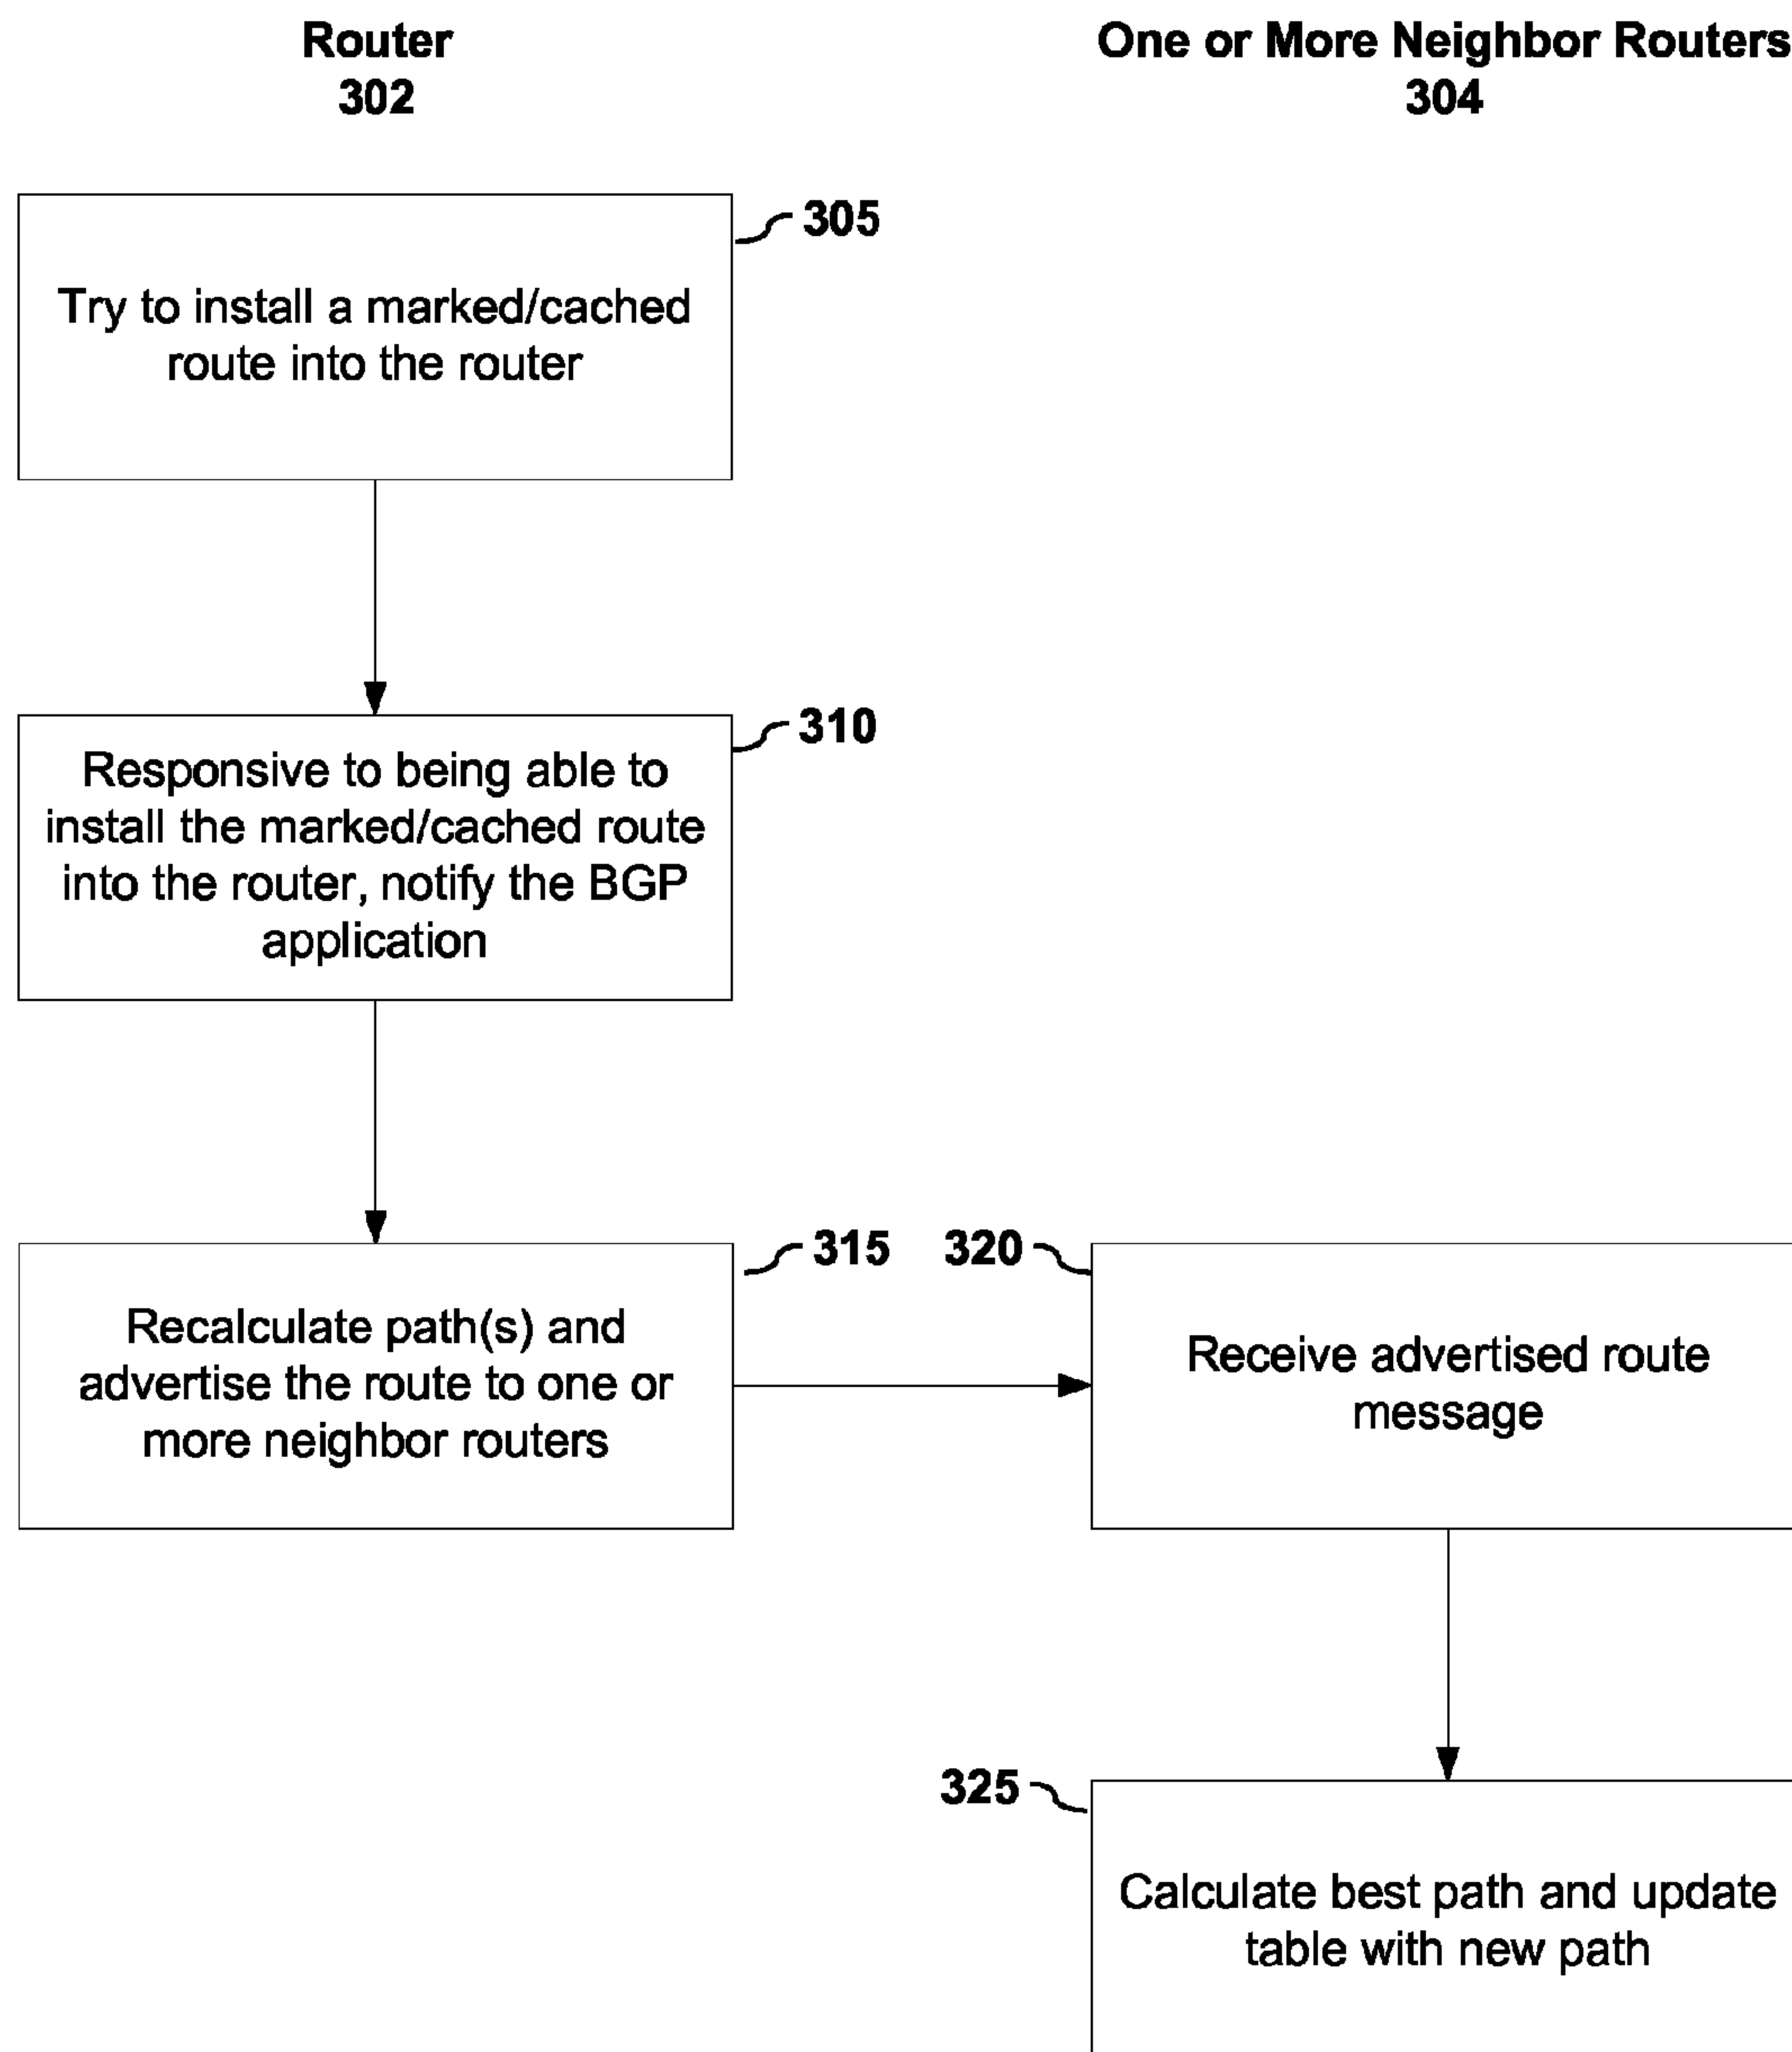 Router
302
One or More Neighbor Routers
304
305
Try to install a marked/cached
route into the router
310
Responsive to being able to
install the marked/cached route
into the router, notify the BGP
application
315
Recalculate path(s) and
advertise the route to one or
more neighbor routers
320
Receive advertised route
message
325
Calculate best path and update
table with new path